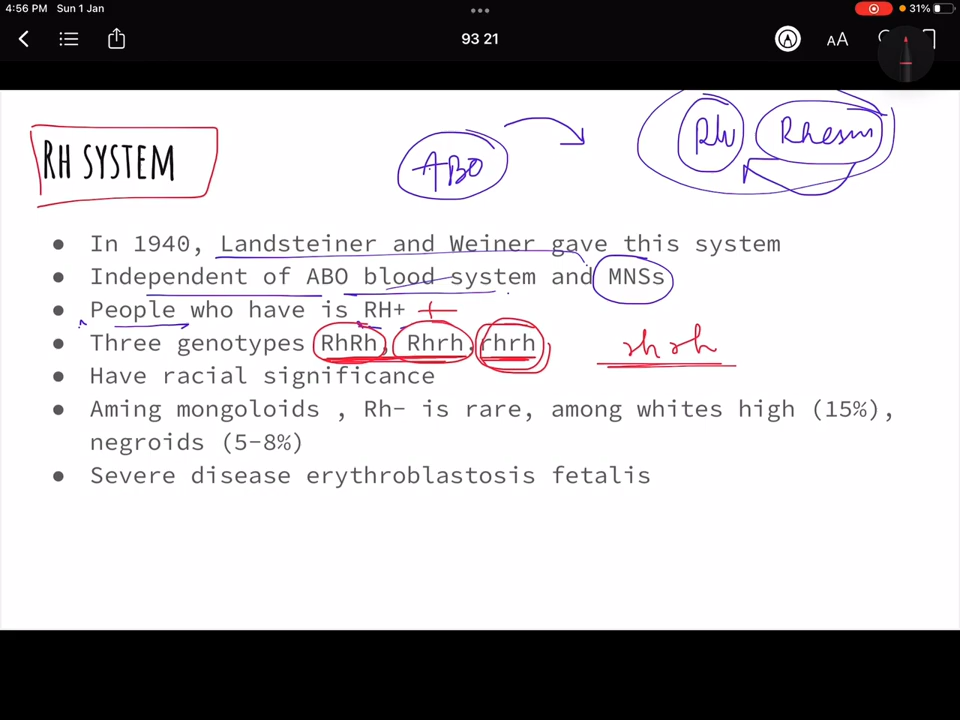 4:56 PM Sun 1 Jan
31%
93 21
AA
RH SYSTEM
ABO
Rh
Rhesus
● In 1940, Landsteiner and Weiner gave this system
● Independent of ABO blood system and MNSs
● People who have is RH+ +
● Three genotypes RhRh, Rhrh, rhrh
rh rh
● Have racial significance
● Aming mongoloids , Rh- is rare, among whites high (15%),
negroids (5-8%)
● Severe disease erythroblastosis fetalis